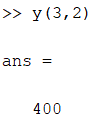 >> y(3,2)
ans =
400